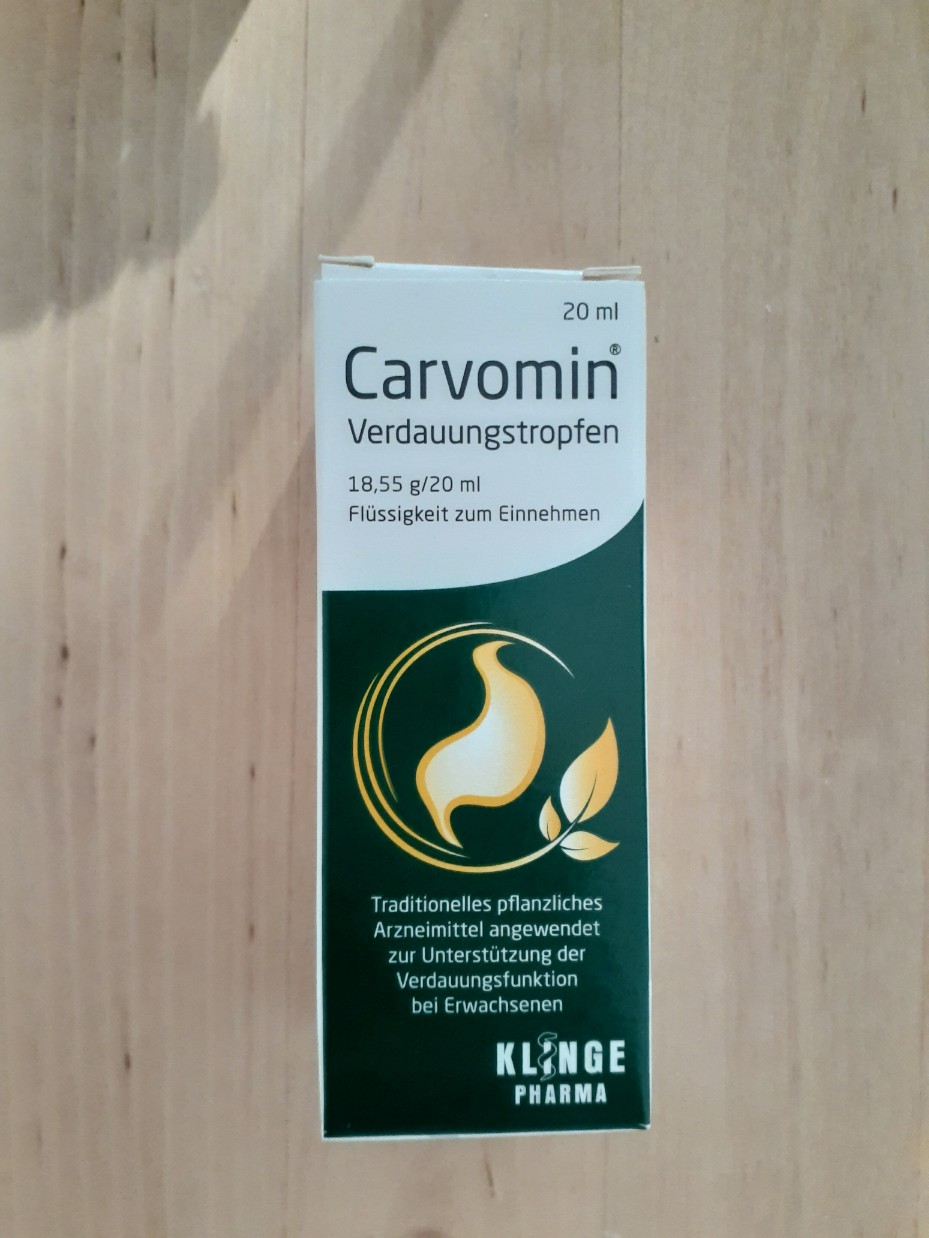 20 ml
Carvomin®
Verdauungstropfen
18,55 g/20 ml
Flüssigkeit zum Einnehmen
Traditionelles pflanzliches
Arzneimittel angewendet
zur Unterstützung der
Verdauungsfunktion
bei Erwachsenen
KLINGE
PHARMA